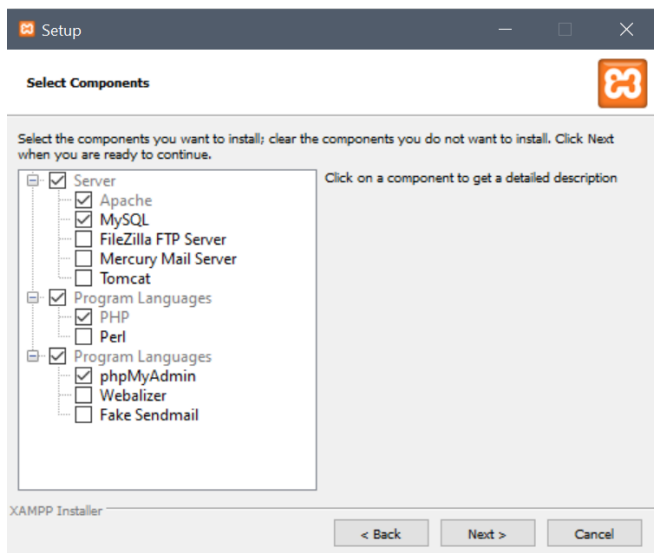 Setup
Select Components
Select the components you want to install; clear the components you do not want to install. Click Next
when you are ready to continue.
Click on a component to get a detailed description
Server
Apache
MySQL
FileZilla FTP Server
Mercury Mail Server
Tomcat
Program Languages
PHP
Perl
Program Languages
phpMyAdmin
Webalizer
Fake Sendmail
XAMPP Installer
< Back
Next >
Cancel